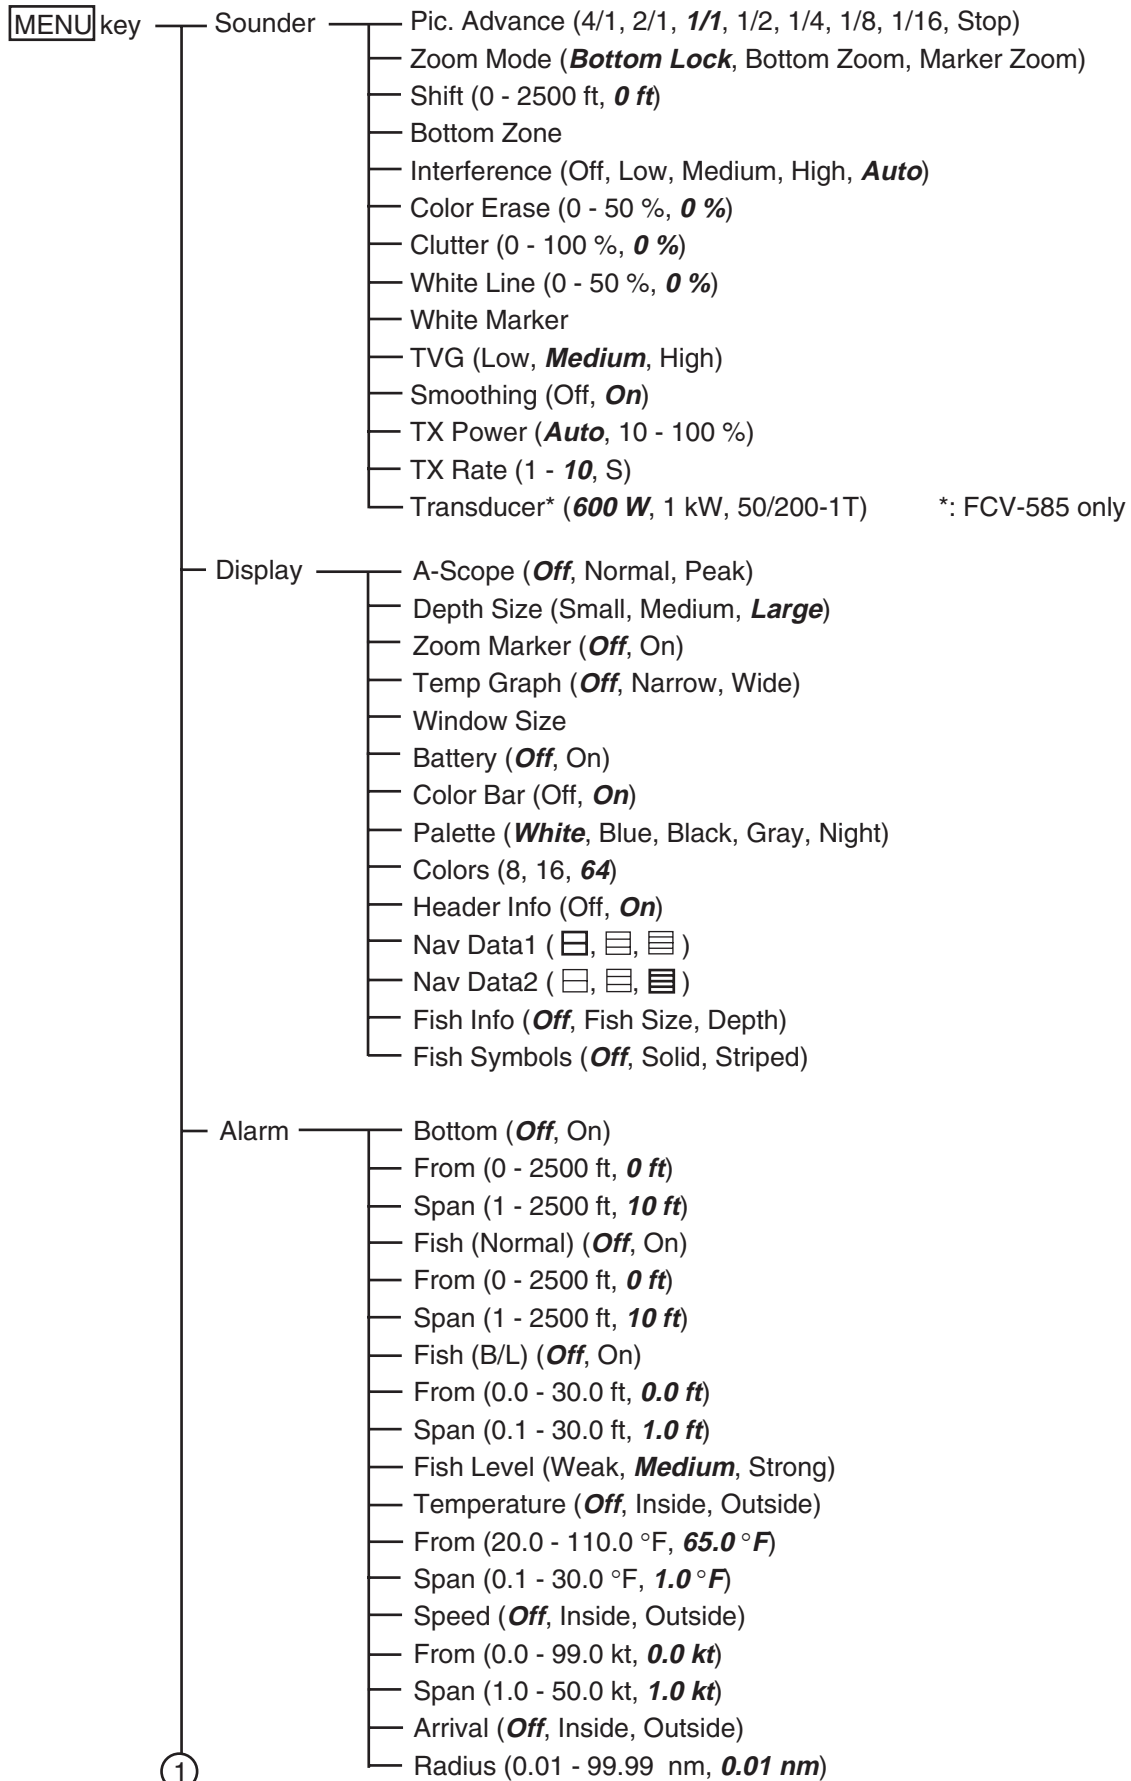 MENU key Sounder Pic. Advance (4/1, 2/1, 1/1, 1/2, 1/4, 1/8, 1/16, Stop)
Zoom Mode (Bottom Lock, Bottom Zoom, Marker Zoom)
Shift (0 - 2500 ft, 0 ft)
Bottom Zone
Interference (Off, Low, Medium, High, Auto)
Color Erase (0 - 50 %, 0 %)
Clutter (0 - 100 %, 0 %)
White Line (0 - 50 %, 0 %)
White Marker
TVG (Low, Medium, High)
Smoothing (Off, On)
TX Power (Auto, 10 - 100 %)
TX Rate (1 - 10, S)
Transducer* (600 W, 1 kW, 50/200-1T) *: FCV-585 only
Display A-Scope (Off, Normal, Peak)
Depth Size (Small, Medium, Large)
Zoom Marker (Off, On)
Temp Graph (Off, Narrow, Wide)
Window Size
Battery (Off, On)
Color Bar (Off, On)
Palette (White, Blue, Black, Gray, Night)
Colors (8, 16, 64)
Header Info (Off, On)
Nav Data1 ( , , )
Nav Data2 ( , , )
Fish Info (Off, Fish Size, Depth)
Fish Symbols (Off, Solid, Striped)
Alarm Bottom (Off, On)
From (0 - 2500 ft, 0 ft)
Span (1 - 2500 ft, 10 ft)
Fish (Normal) (Off, On)
From (0 - 2500 ft, 0 ft)
Span (1 - 2500 ft, 10 ft)
Fish (B/L) (Off, On)
From (0.0 - 30.0 ft, 0.0 ft)
Span (0.1 - 30.0 ft, 1.0 ft)
Fish Level (Weak, Medium, Strong)
Temperature (Off, Inside, Outside)
From (20.0 - 110.0 °F, 65.0 °F)
Span (0.1 - 30.0 °F, 1.0 °F)
Speed (Off, Inside, Outside)
From (0.0 - 99.0 kt, 0.0 kt)
Span (1.0 - 50.0 kt, 1.0 kt)
Arrival (Off, Inside, Outside)
1 Radius (0.01 - 99.99 nm, 0.01 nm)